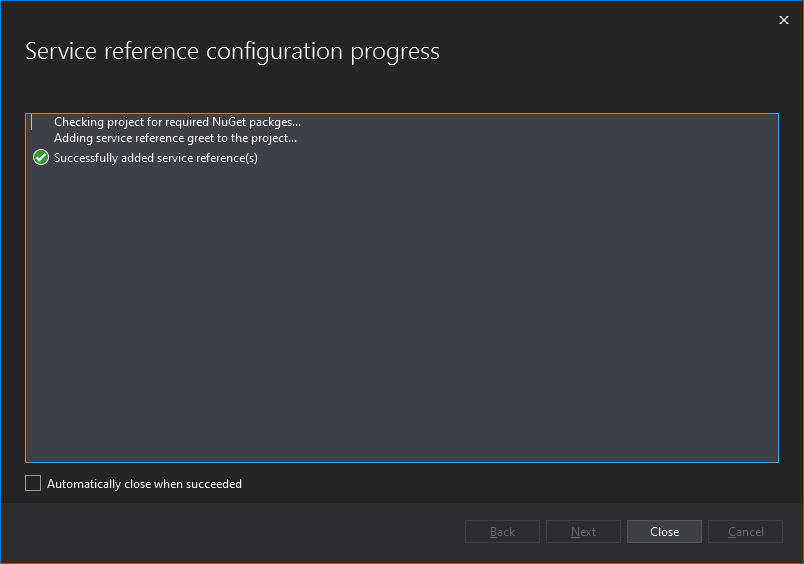 Service reference configuration progress
Checking project for required NuGet packges...
Adding service reference greet to the project...
Successfully added service reference(s)
Automatically close when succeeded
Back Next Close Cancel